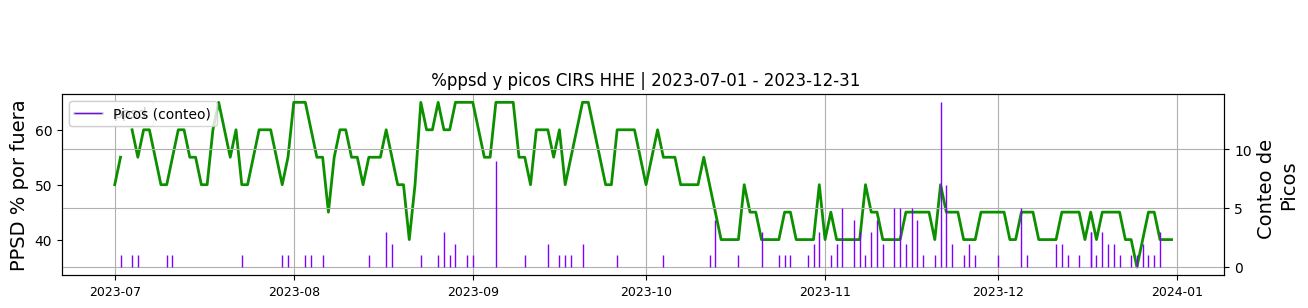 %ppsd y picos CIRS HHE | 2023-07-01 - 2023-12-31
PPSD % por fuera
60
50
40
Picos (conteo)
10
5
0
Conteo de
Picos
2023-07
2023-08
2023-09
2023-10
2023-11
2023-12
2024-01